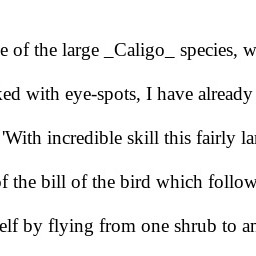 e of the large _Caligo_ species, w
ked with eye-spots, I have already
'With incredible skill this fairly la
of the bill of the bird which follow
elf by flying from one shrub to an